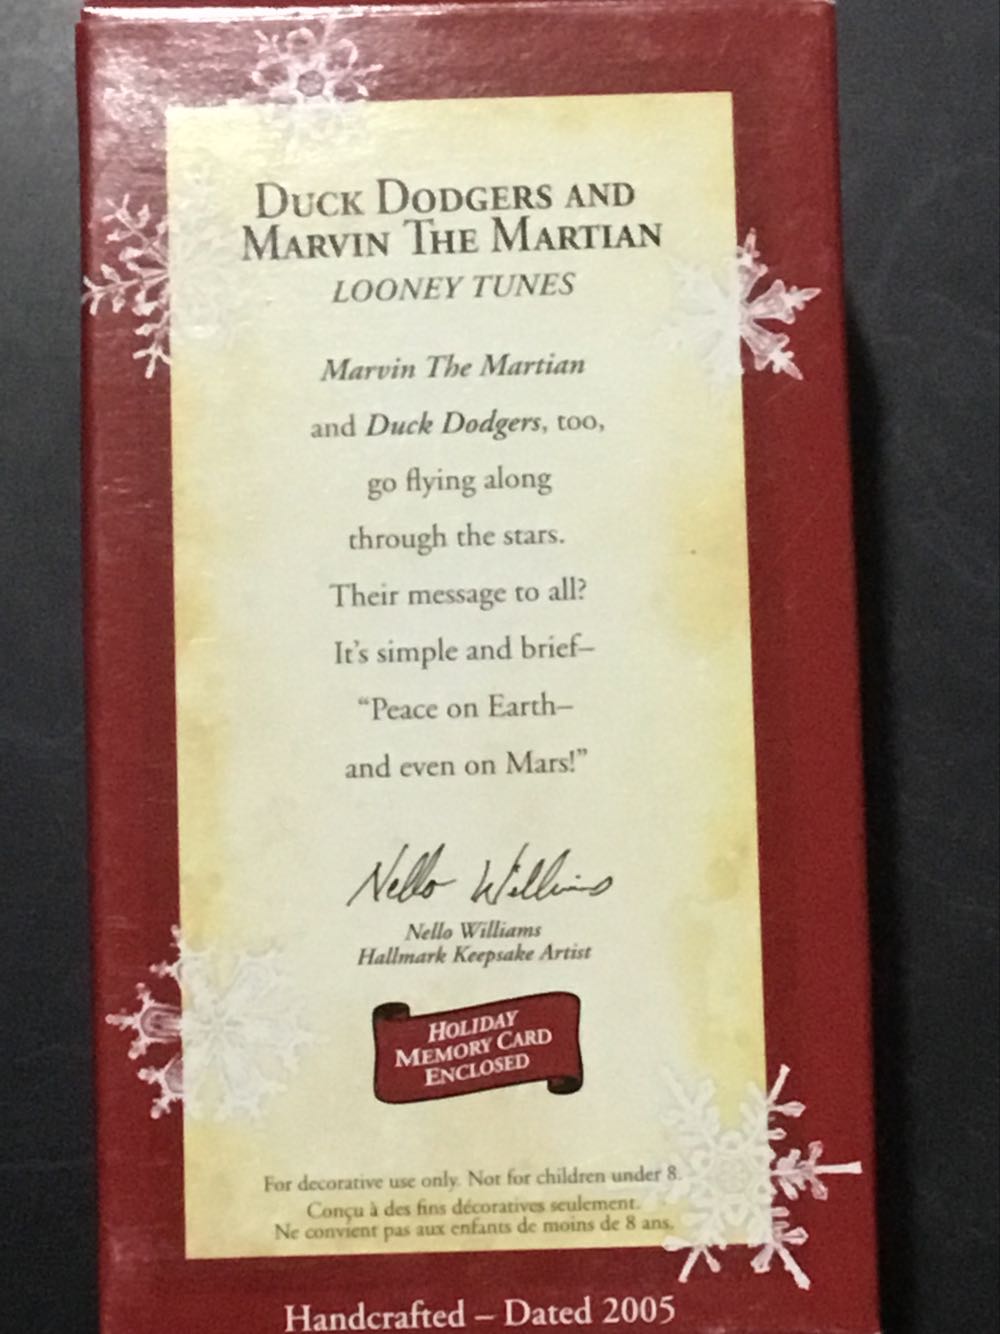 DUCK DODGERS AND
MARVIN THE MARTIAN
LOONEY TUNES
Marvin The Martian
and Duck Dodgers, too,
go flying along
through the stars.
Their message to all?
It's simple and brief–
“Peace on Earth–
and even on Mars!”
Nello Williams
Nello Williams
Hallmark Keepsake Artist
HOLIDAY
MEMORY CARD
ENCLOSED
For decorative use only. Not for children under 8.
Conçu à des fins décoratives seulement.
Ne convient pas aux enfants de moins de 8 ans.
Handcrafted – Dated 2005